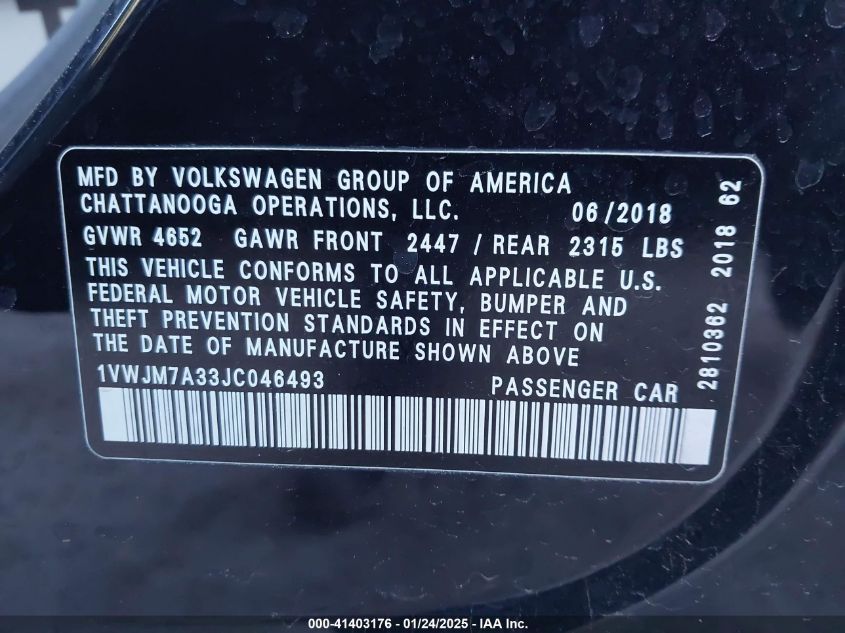 MFD BY VOLKSWAGEN GROUP OF AMERICA
CHATTANOOGA OPERATIONS, LLC. 06/2018
GVWR 4652 GAWR FRONT 2447 / REAR 2315 LBS
THIS VEHICLE CONFORMS TO ALL APPLICABLE U.S.
FEDERAL MOTOR VEHICLE SAFETY, BUMPER AND
THEFT PREVENTION STANDARDS IN EFFECT ON
THE DATE OF MANUFACTURE SHOWN ABOVE
1VWJM7A33JC046493 PASSENGER CAR
2810362 2018 62
000-41403176 - 01/24/2025 - IAA Inc.